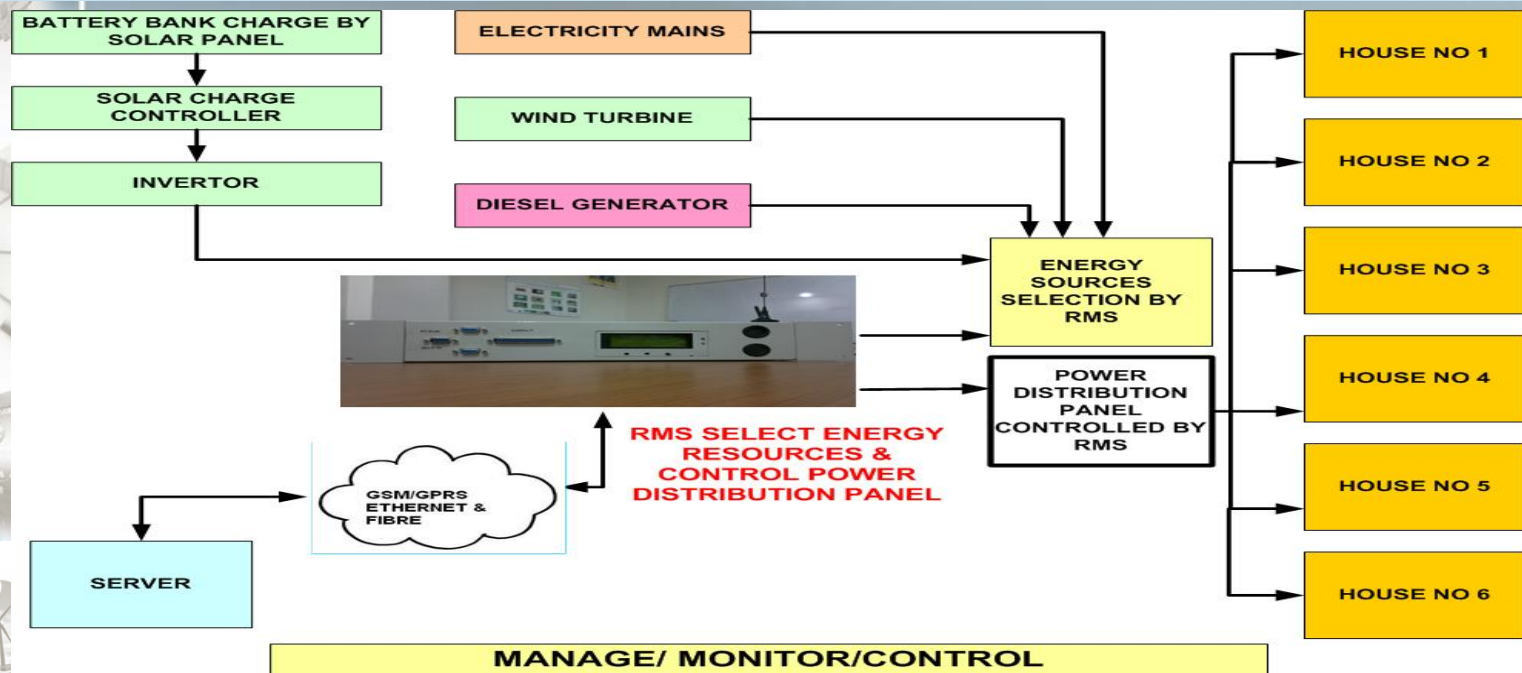 BATTERY BANK CHARGE BY
SOLAR PANEL
SOLAR CHARGE
CONTROLLER
INVERTOR
ELECTRICITY MAINS
WIND TURBINE
DIESEL GENERATOR
ENERGY
SOURCES
SELECTION BY
RMS
POWER
DISTRIBUTION
PANEL
CONTROLLED BY
RMS
RMS SELECT ENERGY
RESOURCES &
CONTROL POWER
DISTRIBUTION PANEL
GSM/GPRS
ETHERNET &
FIBRE
SERVER
HOUSE NO 1
HOUSE NO 2
HOUSE NO 3
HOUSE NO 4
HOUSE NO 5
HOUSE NO 6
MANAGE/ MONITOR/CONTROL